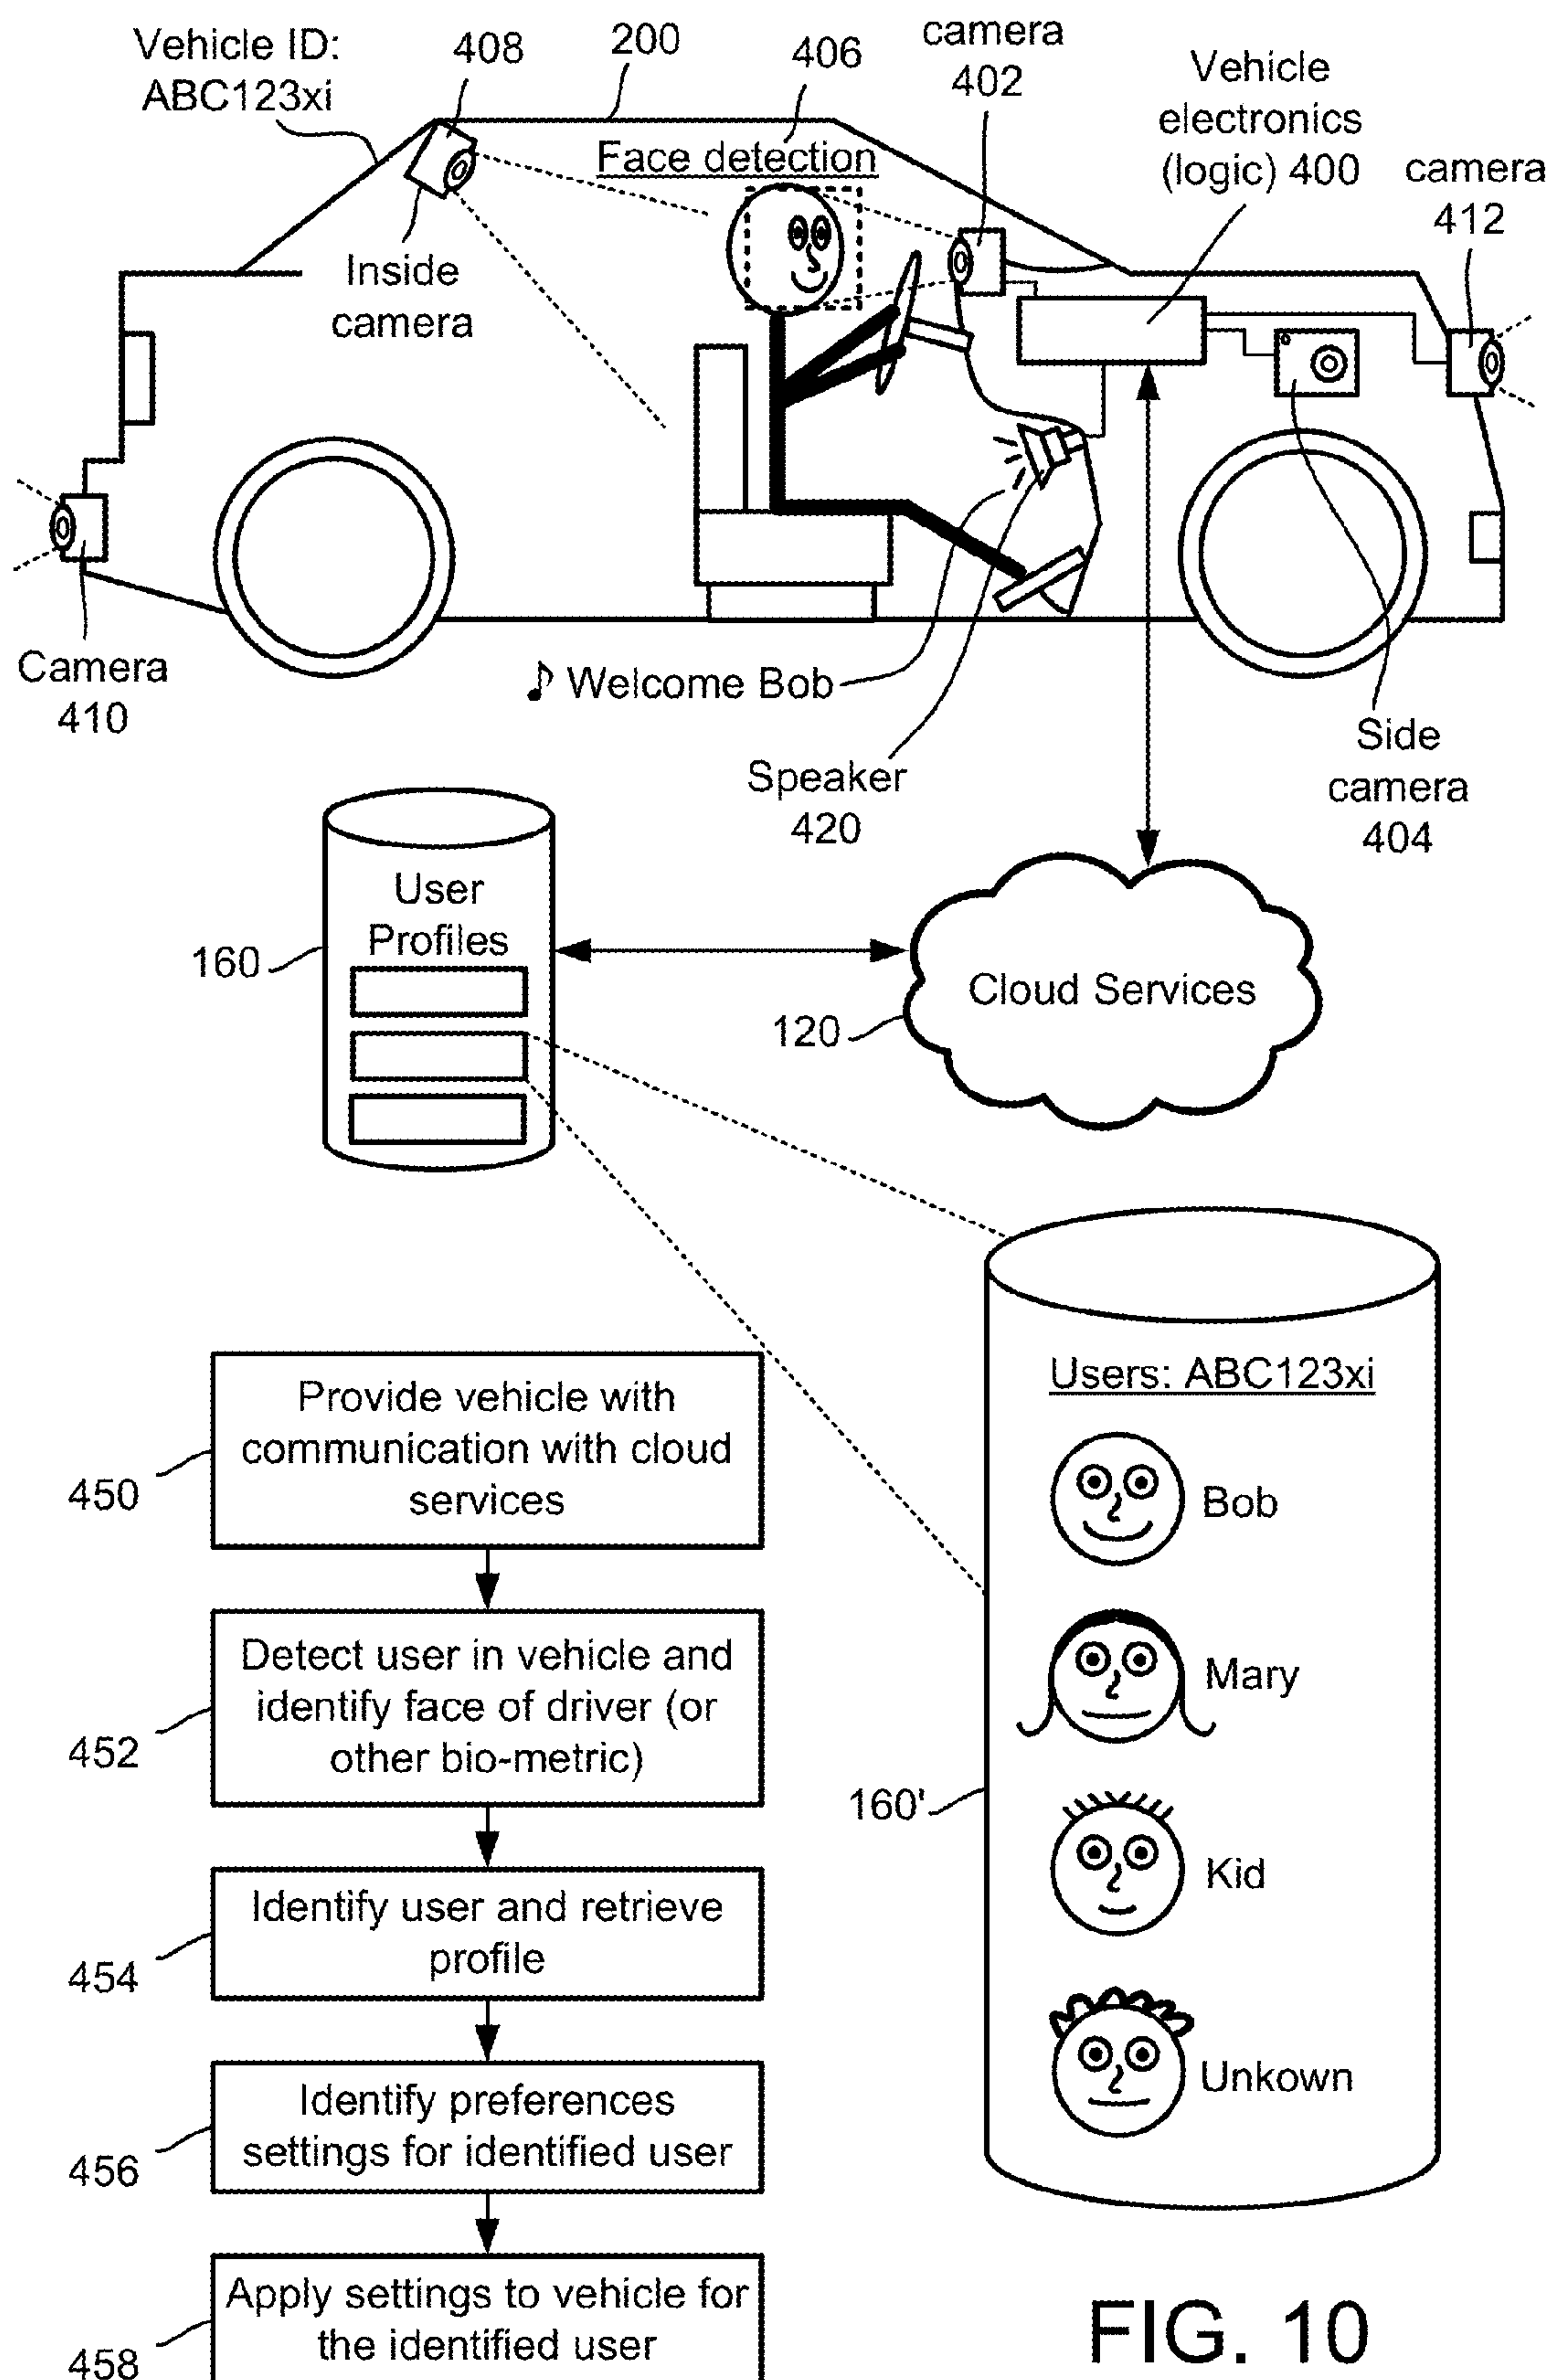 Vehicle ID:
ABC123xi
408
200
406
camera
402
Vehicle
electronics
(logic) 400
camera
412
Face detection
Inside
camera
Camera
410
♪ Welcome Bob
Speaker
420
Side
camera
404
User
Profiles
160
Cloud Services
120
Users: ABC123xi
Bob
Mary
Kid
Unkown
160'
Provide vehicle with
communication with cloud
services
450
Detect user in vehicle and
identify face of driver (or
other bio-metric)
452
Identify user and retrieve
profile
454
Identify preferences
settings for identified user
456
Apply settings to vehicle for
the identified user
458
FIG. 10